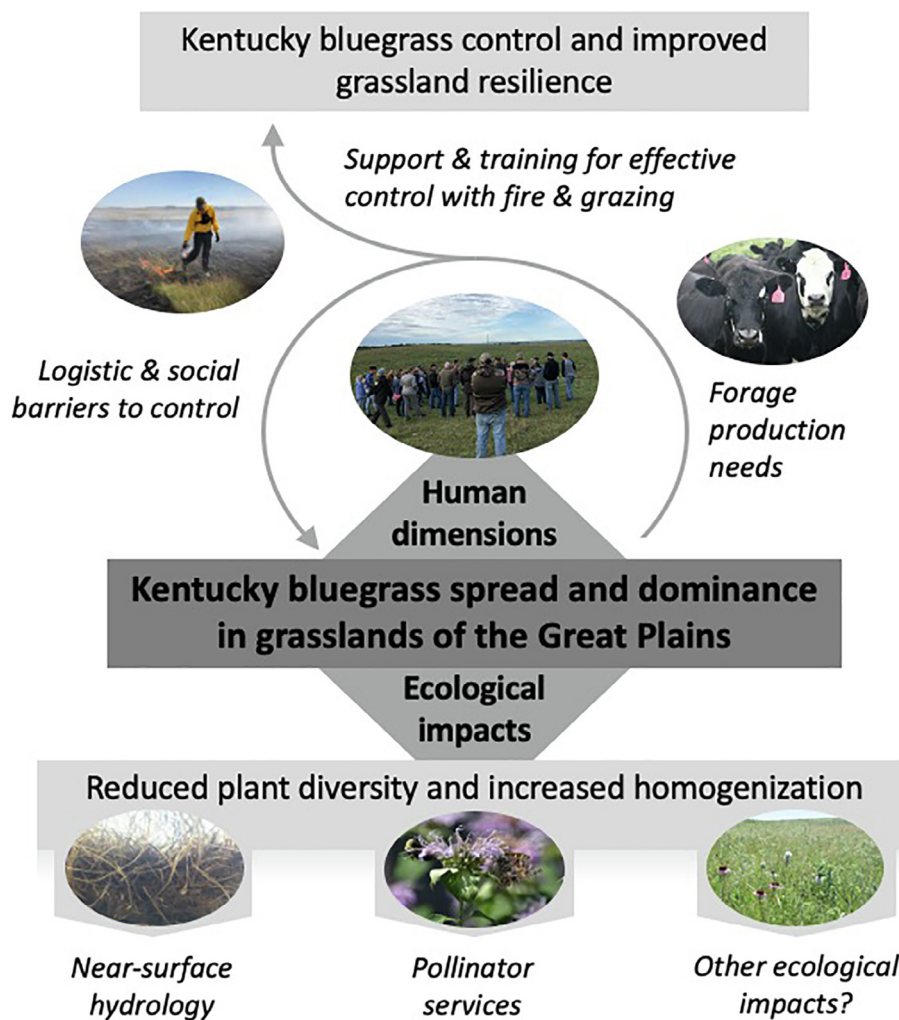 Kentucky bluegrass control and improved
grassland resilience
Support & training for effective
control with fire & grazing
Logistic & social
barriers to control
Forage
production
needs
Human
dimensions
Kentucky bluegrass spread and dominance
in grasslands of the Great Plains
Ecological
impacts
Reduced plant diversity and increased homogenization
Near-surface
hydrology
Pollinator
services
Other ecological
impacts?